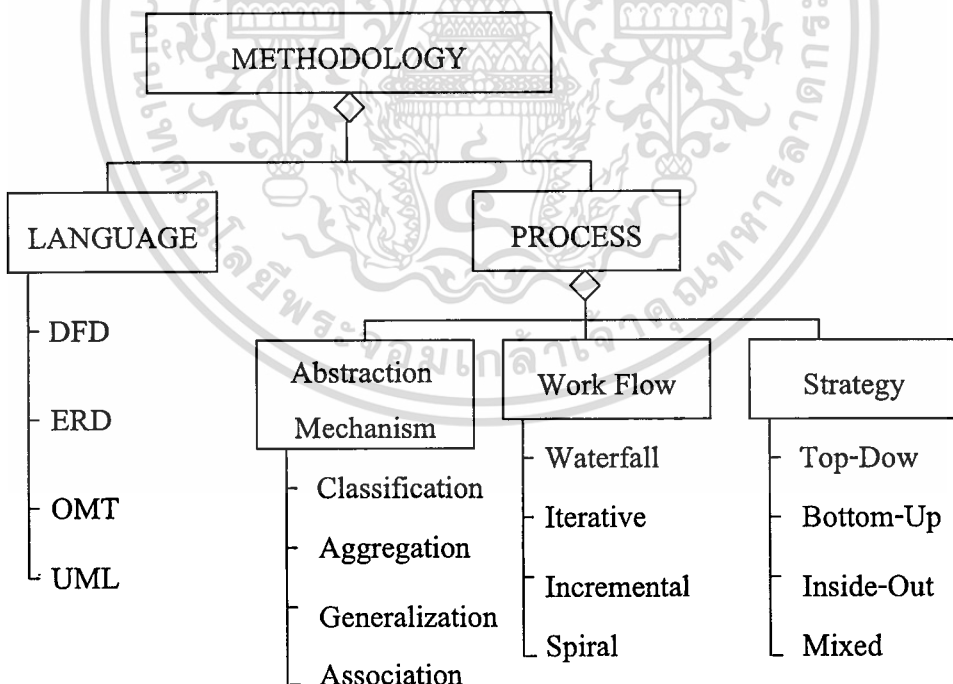 METHODOLOGY
LANGUAGE
PROCESS
DFD
ERD
OMT
UML
Abstraction
Mechanism
Classification
Aggregation
Generalization
Association
Work Flow
Waterfall
Iterative
Incremental
Spiral
Strategy
Top-Dow
Bottom-Up
Inside-Out
Mixed